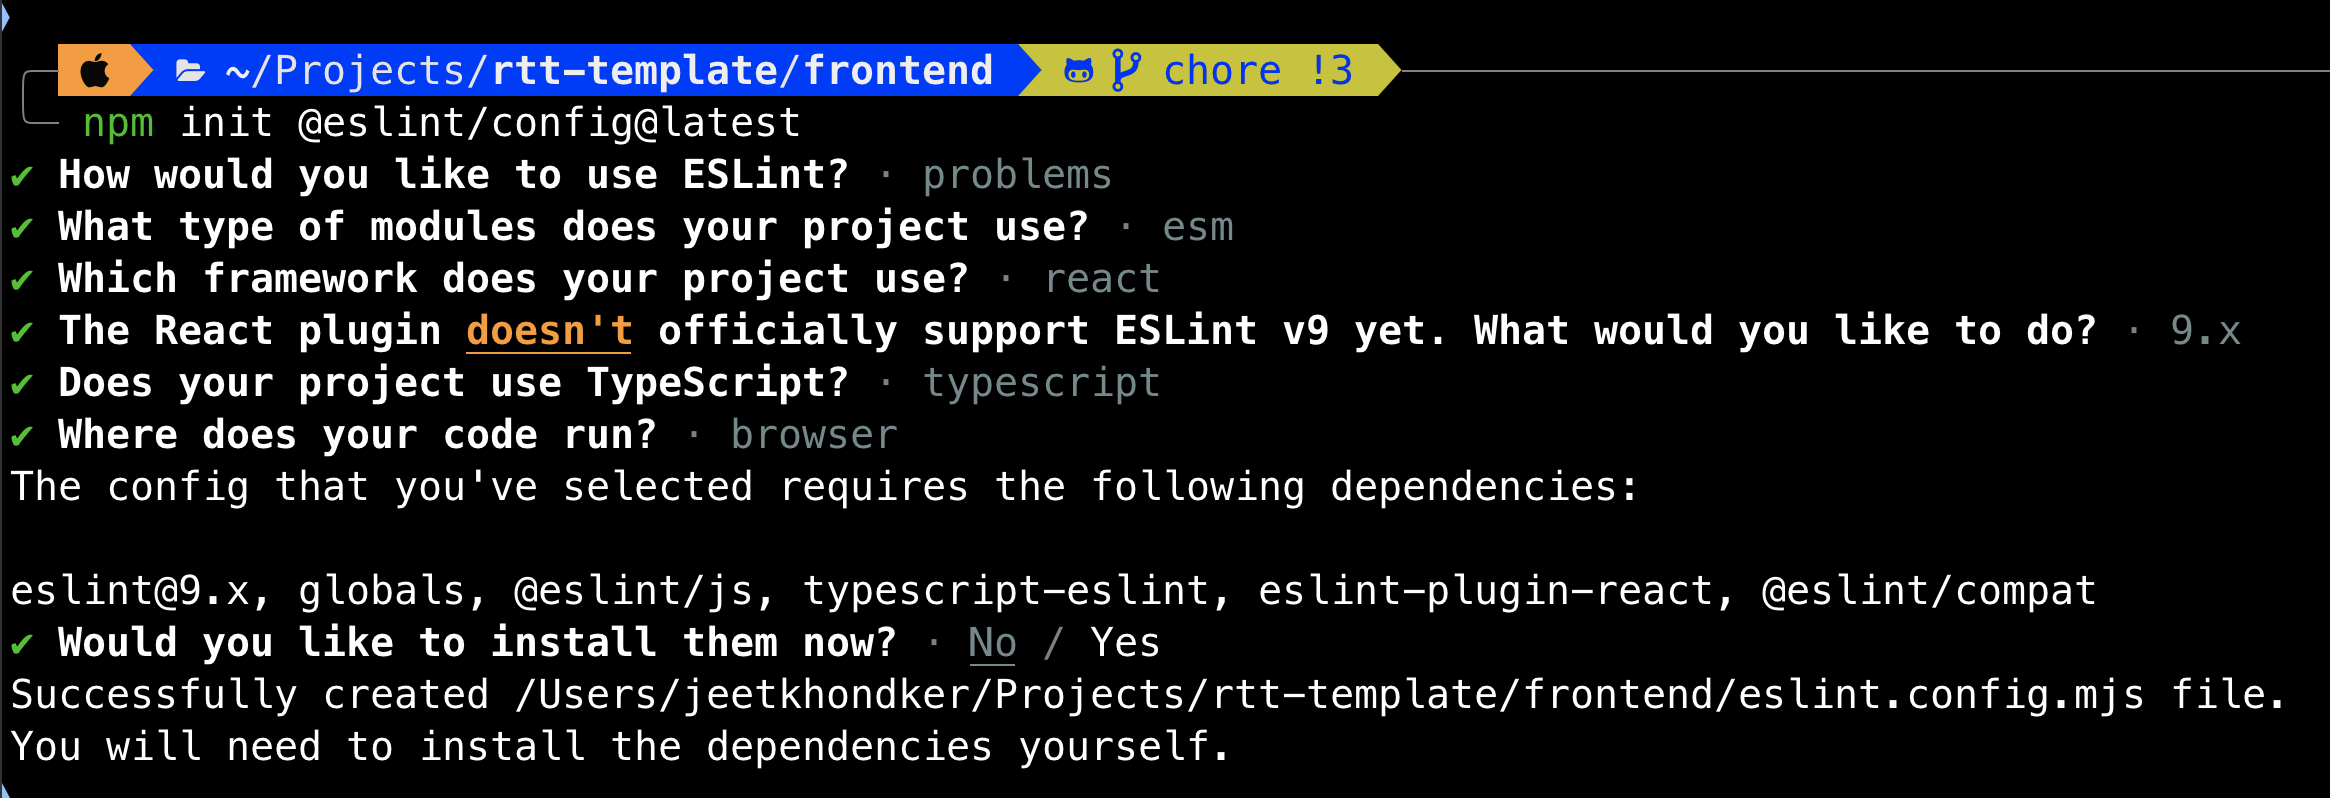 ~/Projects/rtt-template/frontend chore !3
npm init @eslint/config@latest
✔ How would you like to use ESLint? · problems
✔ What type of modules does your project use? · esm
✔ Which framework does your project use? · react
✔ The React plugin doesn't officially support ESLint v9 yet. What would you like to do? · 9.x
✔ Does your project use TypeScript? · typescript
✔ Where does your code run? · browser
The config that you've selected requires the following dependencies:
eslint@9.x, globals, @eslint/js, typescript-eslint, eslint-plugin-react, @eslint/compat
✔ Would you like to install them now? · No / Yes
Successfully created /Users/jeetkhondker/Projects/rtt-template/frontend/eslint.config.mjs file.
You will need to install the dependencies yourself.